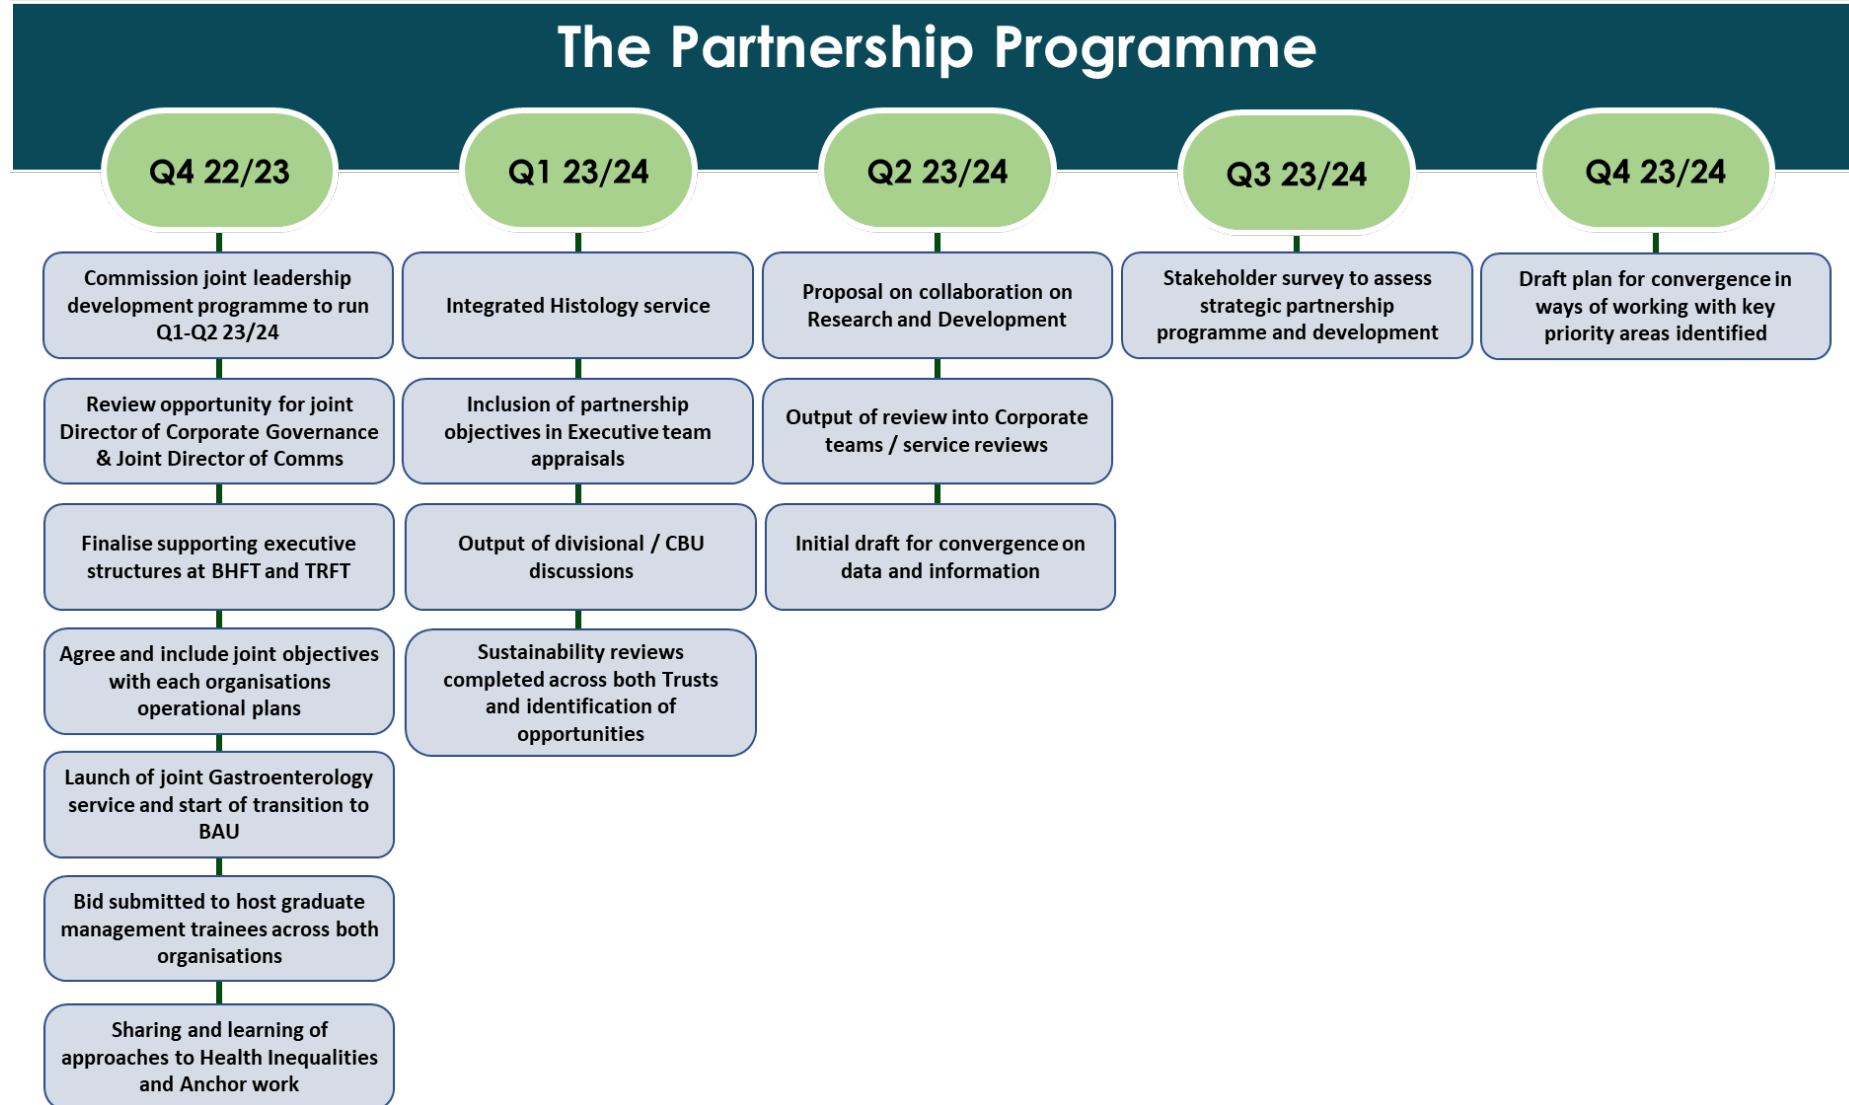 The Partnership Programme
Q4 22/23
Commission joint leadership
development programme to run
Q1-Q2 23/24
Review opportunity for joint
Director of Corporate Governance
& Joint Director of Comms
Finalise supporting executive
structures at BHFT and TRFT
Agree and include joint objectives
with each organisations
operational plans
Launch of joint Gastroenterology
service and start of transition to
BAU
Bid submitted to host graduate
management trainees across both
organisations
Sharing and learning of
approaches to Health Inequalities
and Anchor work
Q1 23/24
Integrated Histology service
Inclusion of partnership
objectives in Executive team
appraisals
Output of divisional / CBU
discussions
Sustainability reviews
completed across both Trusts
and identification of
opportunities
Q2 23/24
Proposal on collaboration on
Research and Development
Output of review into Corporate
teams / service reviews
Initial draft for convergence on
data and information
Q3 23/24
Stakeholder survey to assess
strategic partnership
programme and development
Q4 23/24
Draft plan for convergence in
ways of working with key
priority areas identified